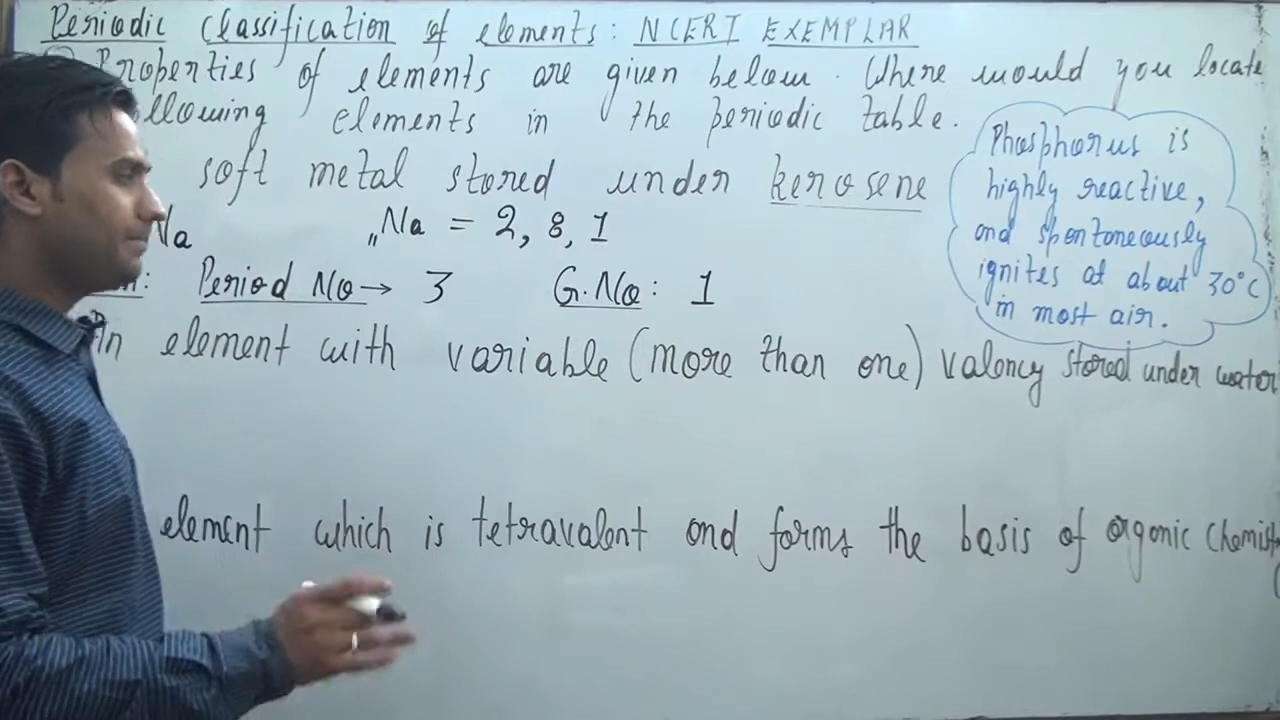 Periodic Classification of elements: NCERT EXEMPLAR
Properties of elements are given below. Where would you locate
llowing elements in the periodic table.
soft metal stored under kerosene
Na ₁₁Na = 2, 8, 1
Period No → 3 G.No: 1
An element with variable (more than one) valency stored under water
element which is tetravalent and forms the basis of organic chemist
Phosphorus is
highly reactive,
and spontaneously
ignites at about 30°C
in most air.